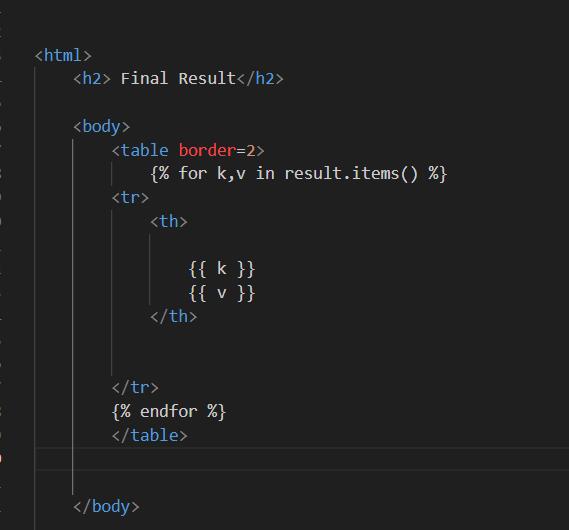 <html>
<h2> Final Result</h2>
<body>
<table border=2>
{% for k,v in result.items() %}
<tr>
<th>
{{ k }}
{{ v }}
</th>
</tr>
{% endfor %}
</table>
</body>